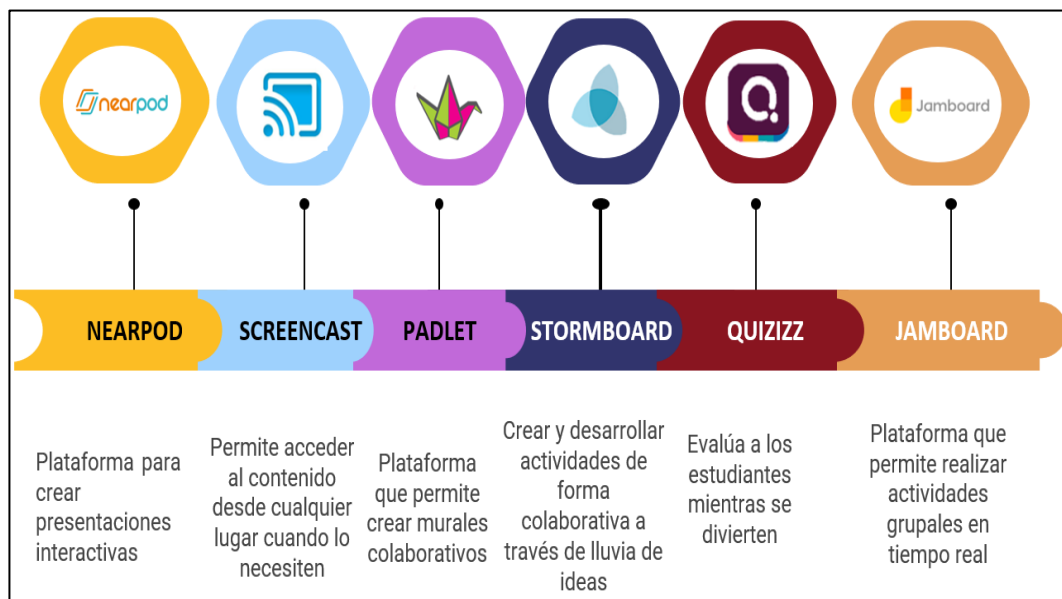 nearpod
Jamboard
NEARPOD
SCREENCAST
PADLET
STORMBOARD
QUIZIZZ
JAMBOARD
Plataforma para
crear
presentaciones
interactivas
Permite acceder
al contenido
desde cualquier
lugar cuando lo
necesiten
Plataforma
que permite
crear murales
colaborativos
Crear y desarrollar
actividades de
forma
colaborativa a
través de lluvia de
ideas
Evalúa a los
estudiantes
mientras se
divierten
Plataforma que
permite realizar
actividades
grupales en
tiempo real